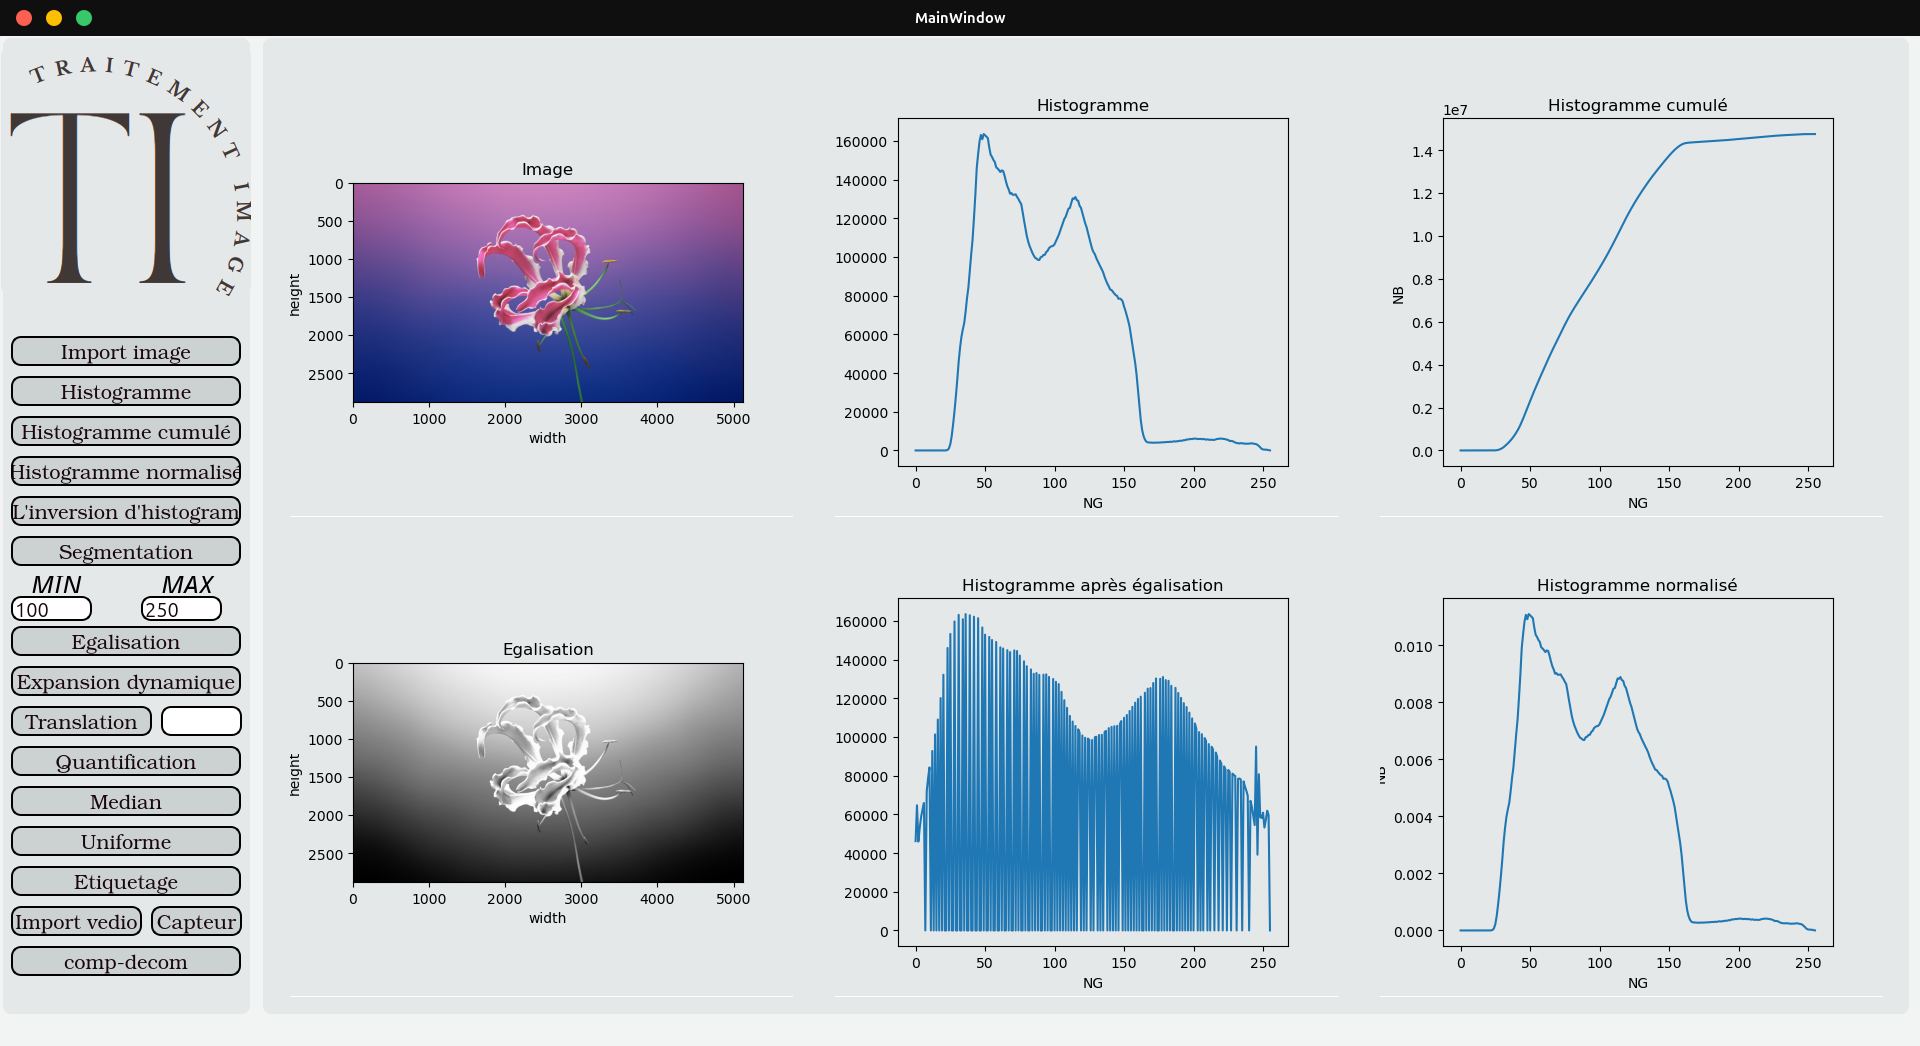 MainWindow
TRAITEMENT IMAGE
TI
Import image
Histogramme
Histogramme cumulé
Histogramme normalisé
L'inversion d'histogram
Segmentation
MIN MAX
100 250
Egalisation
Expansion dynamique
Translation
Quantification
Median
Uniforme
Etiquetage
Import vedio Capteur
comp-decom
Image
0
500
1000
1500
2000
2500
height
0 1000 2000 3000 4000 5000
width
Histogramme
160000
140000
120000
100000
80000
60000
40000
20000
0
0 50 100 150 200 250
NG
Histogramme cumulé
1e7
1.4
1.2
1.0
0.8
0.6
0.4
0.2
0.0
NB
0 50 100 150 200 250
NG
Egalisation
0
500
1000
1500
2000
2500
height
0 1000 2000 3000 4000 5000
width
Histogramme après égalisation
160000
140000
120000
100000
80000
60000
40000
20000
0
0 50 100 150 200 250
NG
Histogramme normalisé
0.010
0.008
0.006
0.004
0.002
0.000
NB
0 50 100 150 200 250
NG